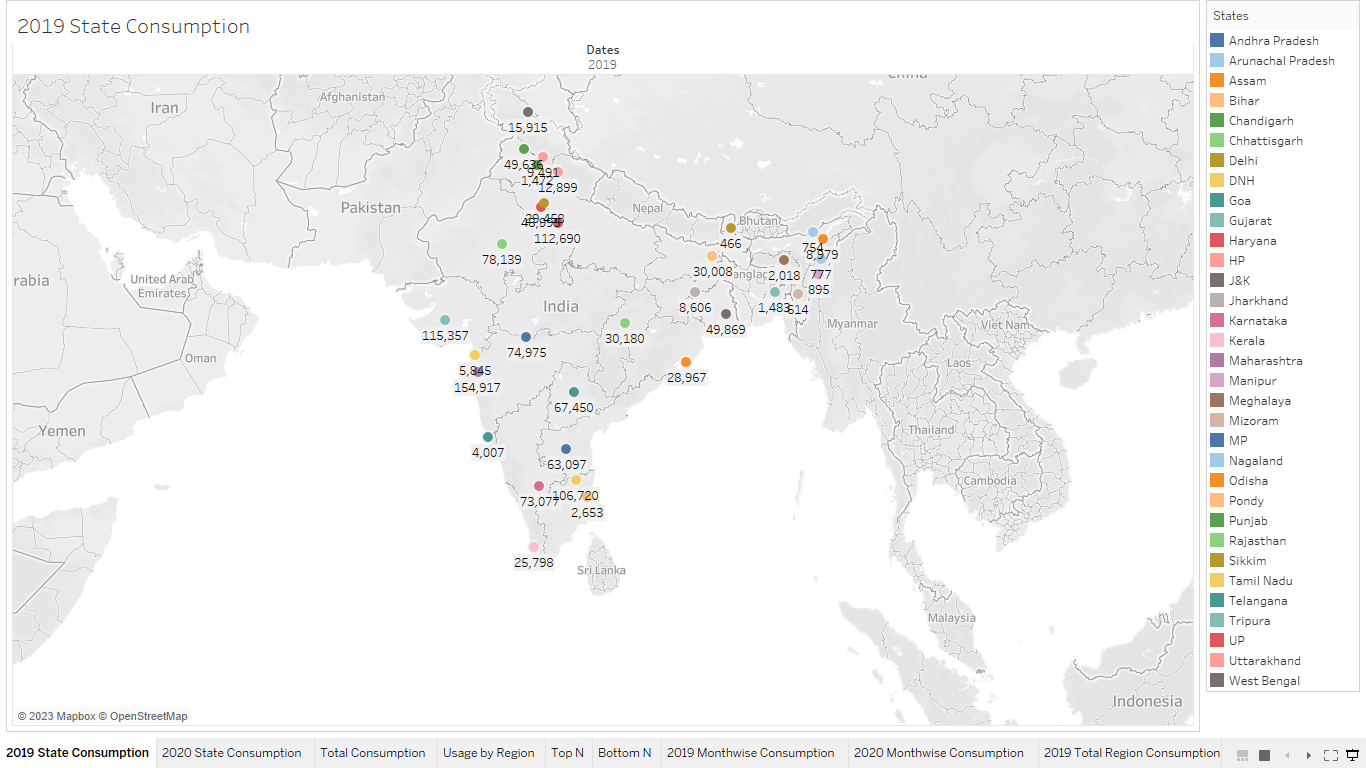 2019 State Consumption
Dates
2019
China
Afghanistan
Iran
15,915
49,636
9,491
1,472
12,899
Pakistan
Nepal
Bhutan
112,690
466
754
8,379
78,139
30,008
2,018
777
895
rabia
United Arab
Emirates
India
8,606
1,483
614
115,357
30,180
49,869
Myanmar
Viet Nam
74,975
Oman
5,845
Laos
154,917
28,967
67,450
Yemen
Thailand
4,007
63,097
Cambodia
73,077
106,720
2,653
25,798
Sri Lanka
Malaysia
Indonesia
© 2023 Mapbox © OpenStreetMap
States
Andhra Pradesh
Arunachal Pradesh
Assam
Bihar
Chandigarh
Chhattisgarh
Delhi
DNH
Goa
Gujarat
Haryana
HP
J&K
Jharkhand
Karnataka
Kerala
Maharashtra
Manipur
Meghalaya
Mizoram
MP
Nagaland
Odisha
Pondy
Punjab
Rajasthan
Sikkim
Tamil Nadu
Telangana
Tripura
UP
Uttarakhand
West Bengal
2019 State Consumption
2020 State Consumption
Total Consumption
Usage by Region
Top N
Bottom N
2019 Monthwise Consumption
2020 Monthwise Consumption
2019 Total Region Consumption